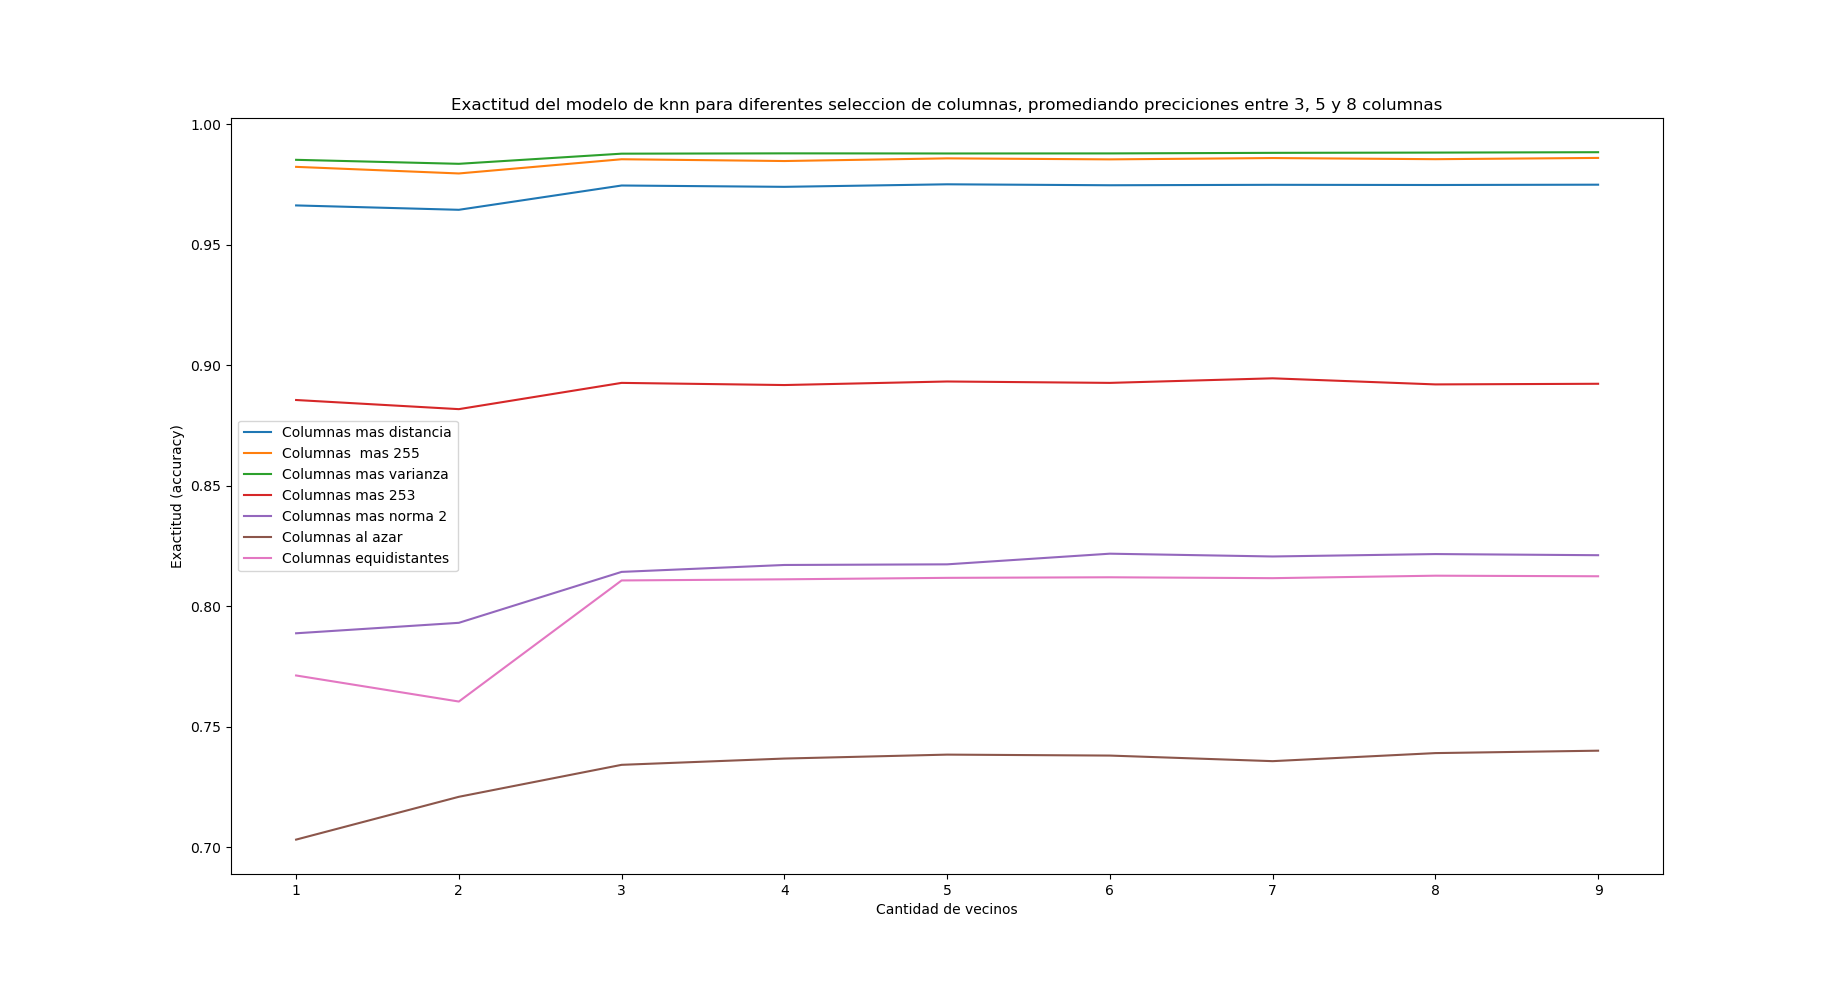 Exactitud del modelo de knn para diferentes seleccion de columnas, promediando preciciones entre 3, 5 y 8 columnas
1.00
0.95
0.90
0.85
0.80
0.75
0.70
Exactitud (accuracy)
Columnas mas distancia
Columnas  mas 255
Columnas mas varianza
Columnas mas 253
Columnas mas norma 2
Columnas al azar
Columnas equidistantes
1 2 3 4 5 6 7 8 9
Cantidad de vecinos